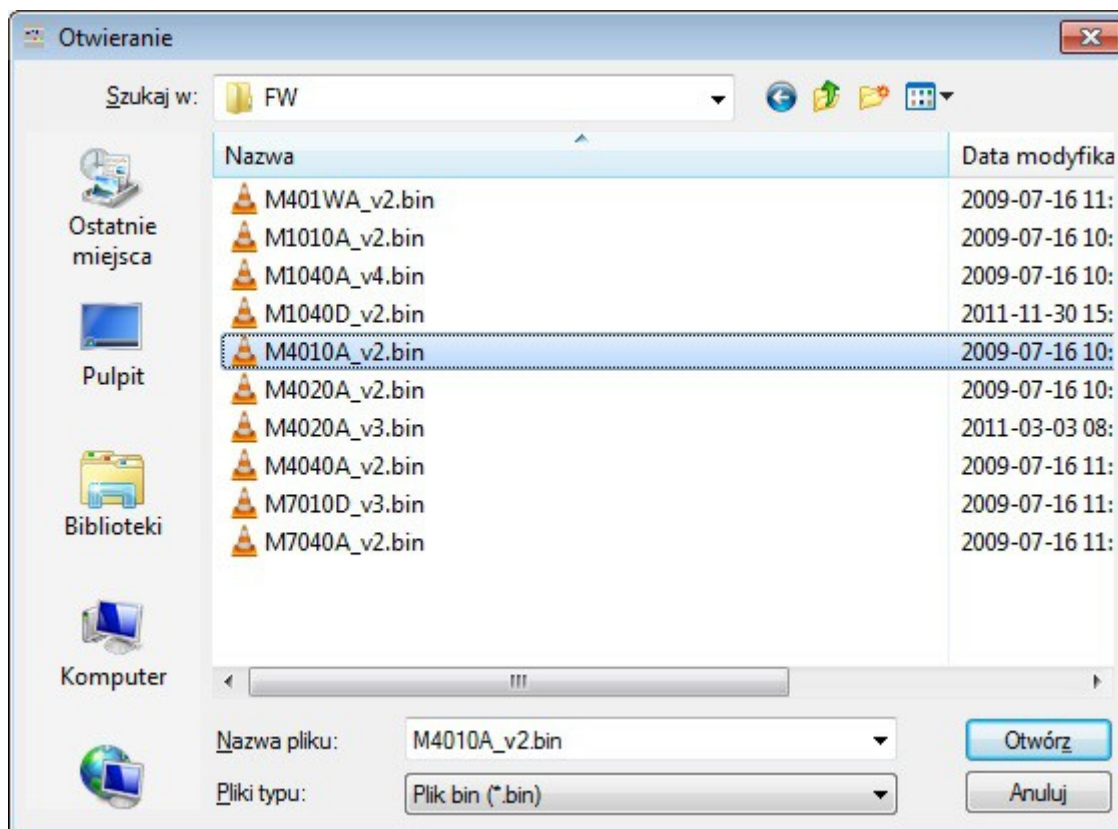 Otwieranie
Szukaj w: FW
Nazwa Data modyfika
M401WA_v2.bin 2009-07-16 11:
M1010A_v2.bin 2009-07-16 10:
M1040A_v4.bin 2009-07-16 10:
M1040D_v2.bin 2011-11-30 15:
M4010A_v2.bin 2009-07-16 10:
M4020A_v2.bin 2009-07-16 10:
M4020A_v3.bin 2011-03-03 08:
M4040A_v2.bin 2009-07-16 11:
M7010D_v3.bin 2009-07-16 11:
M7040A_v2.bin 2009-07-16 11:
Ostatnie
miejsca
Pulpit
Biblioteki
Komputer
Nazwa pliku: M4010A_v2.bin Otwórz
Pliki typu: Plik bin (*.bin) Anuluj